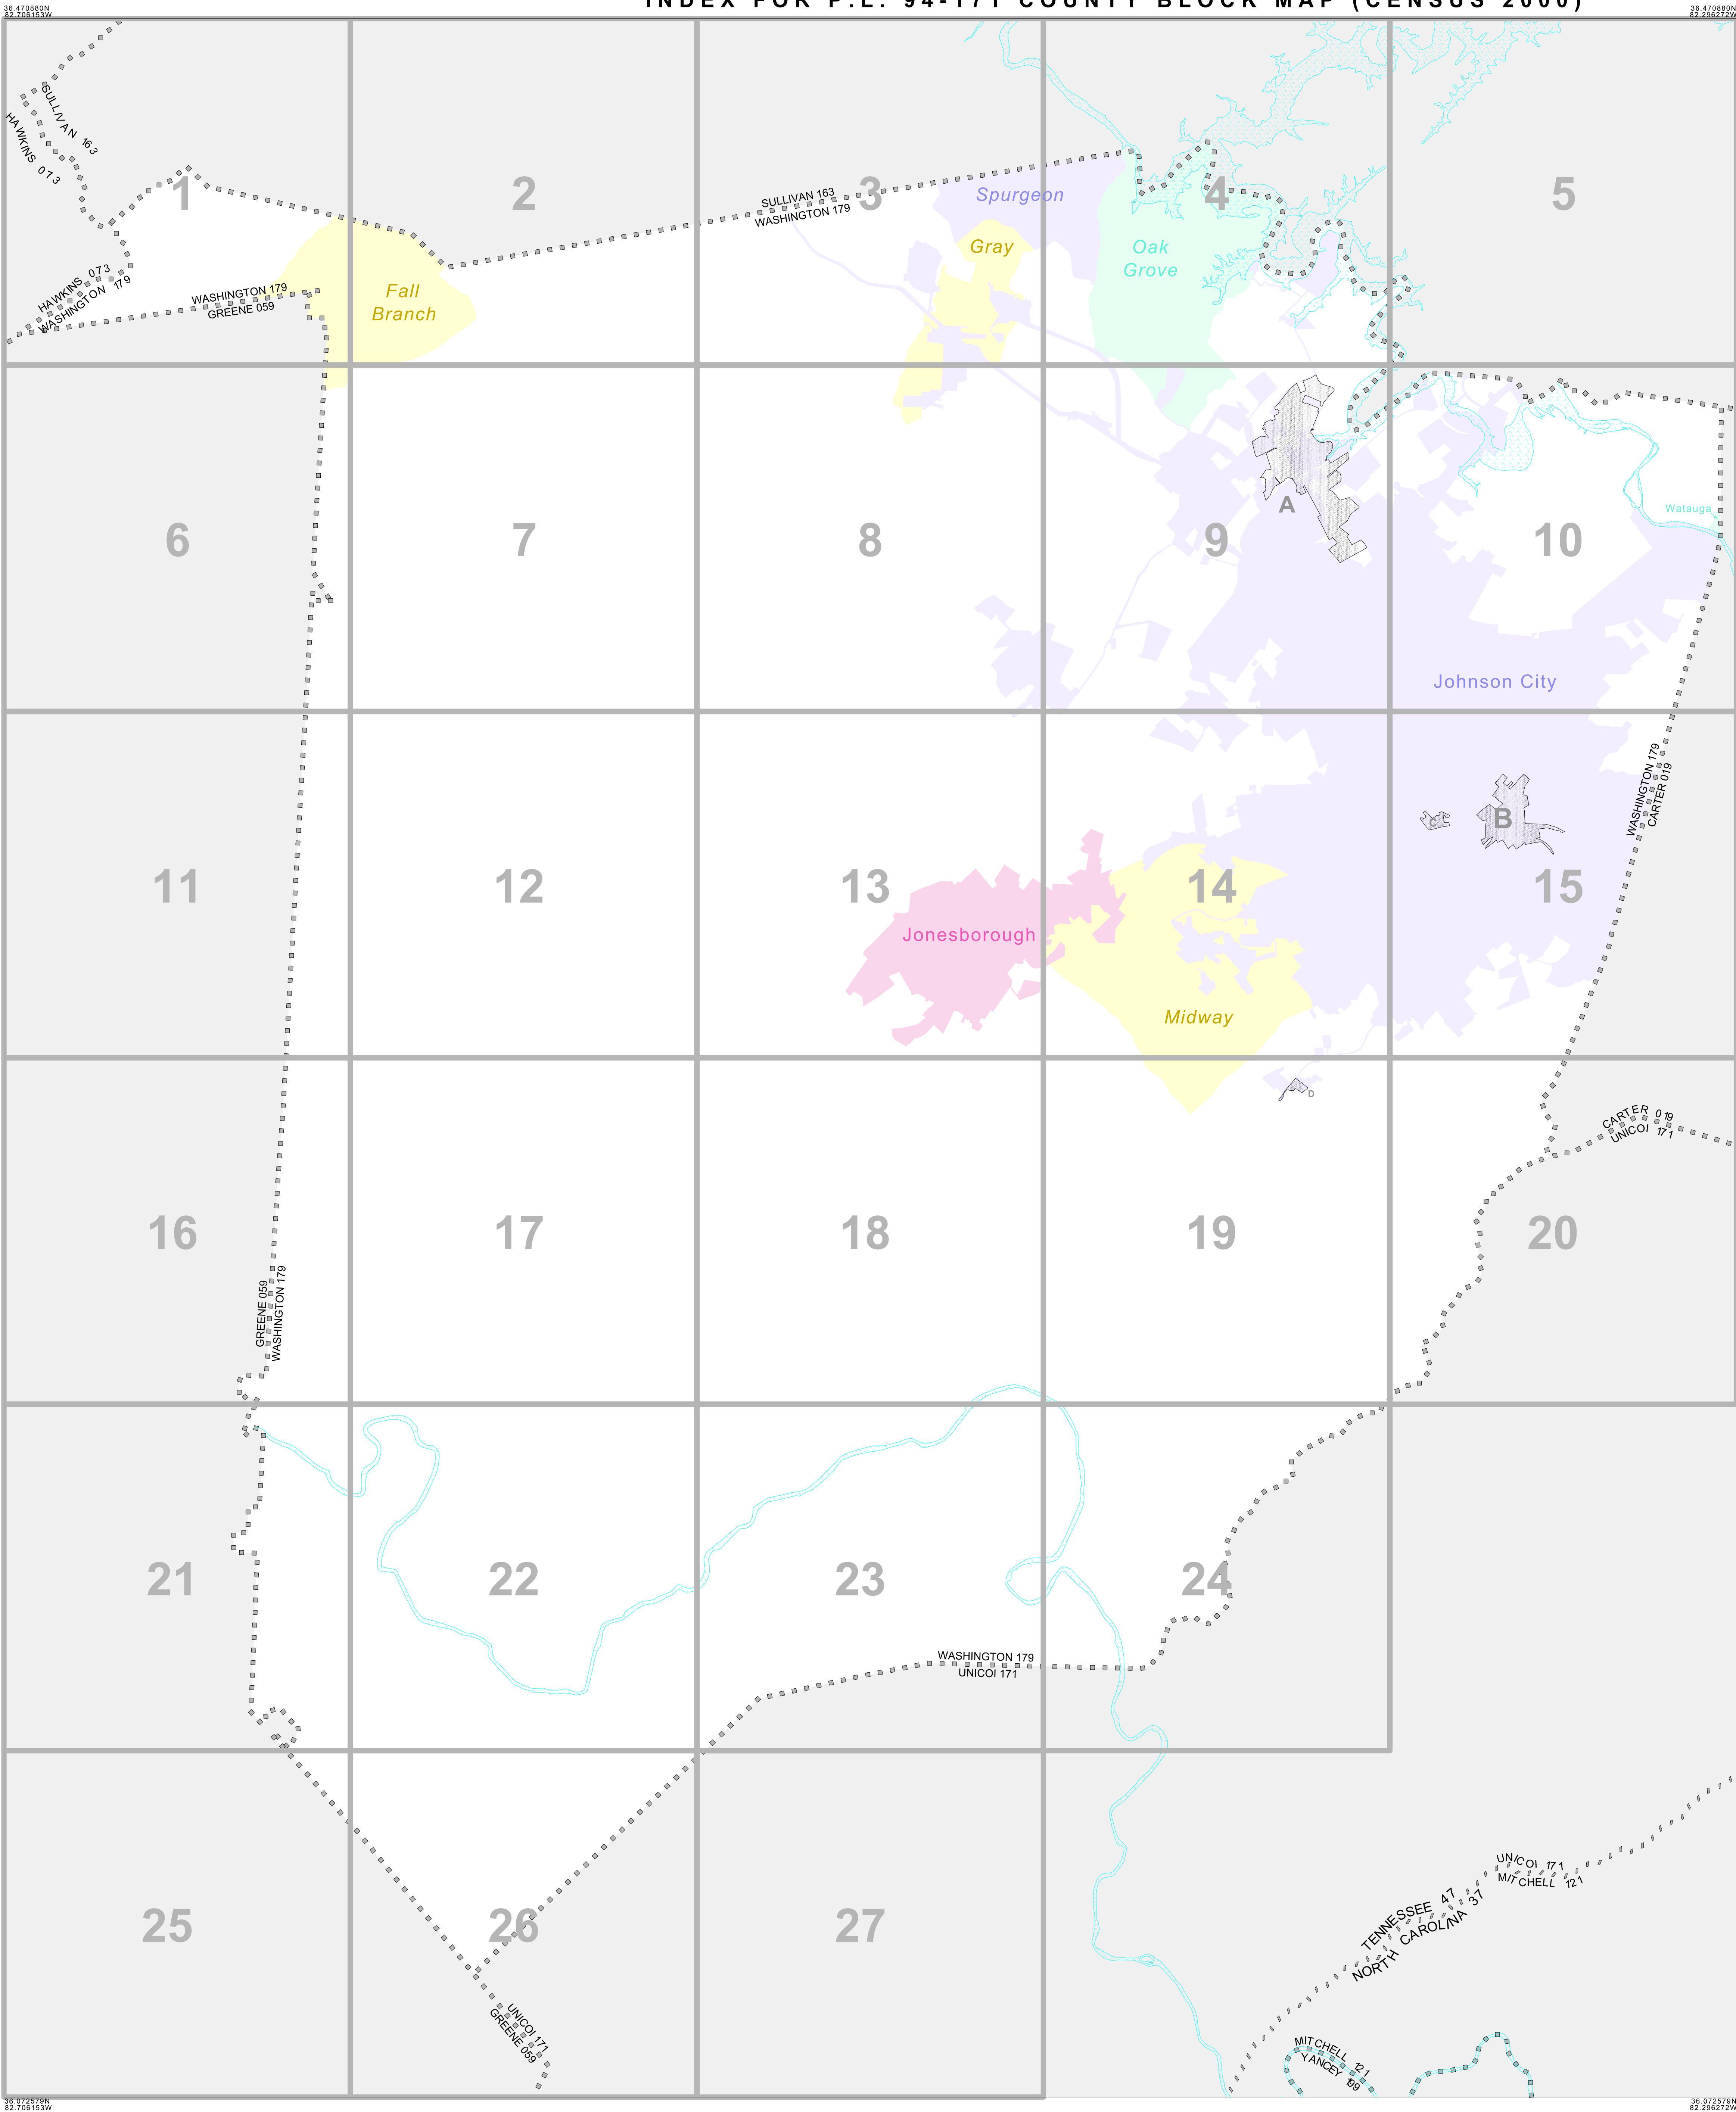 INDEX FOR P.L. 94-171 COUNTY BLOCK MAP (CENSUS 2000)
36.470880N
82.706153W
36.470880N
82.296272W
SULLIVAN 163
HAWKINS 073
1
2
3
4
5
SULLIVAN 163
WASHINGTON 179
Spurgeon
Gray
Oak
Grove
HAWKINS 073
WASHINGTON 179
WASHINGTON 179
GREENE 059
Fall
Branch
6
7
8
9
10
A
Watauga
Johnson City
WASHINGTON 179
CARTER 019
B
C
11
12
13
14
15
Jonesborough
Midway
D
CARTER 019
UNICOI 171
16
17
18
19
20
GREENE 059
WASHINGTON 179
21
22
23
24
WASHINGTON 179
UNICOI 171
25
26
27
UNICOI 171
MITCHELL 121
TENNESSEE 47
NORTH CAROLINA 37
UNICOI 171
GREENE 059
MITCHELL 121
YANCEY 199
36.072579N
82.706153W
36.072579N
82.296272W